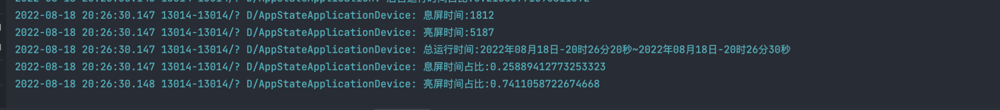 2022-08-18 20:26:30.147 13014-13014/? D/AppStateApplicationDevice: 息屏时间:1812
2022-08-18 20:26:30.147 13014-13014/? D/AppStateApplicationDevice: 亮屏时间:5187
2022-08-18 20:26:30.147 13014-13014/? D/AppStateApplicationDevice: 总运行时间:2022年08月18日-20时26分20秒~2022年08月18日-20时26分30秒
2022-08-18 20:26:30.147 13014-13014/? D/AppStateApplicationDevice: 息屏时间占比:0.25889412773253323
2022-08-18 20:26:30.148 13014-13014/? D/AppStateApplicationDevice: 亮屏时间占比:0.7411058722674668